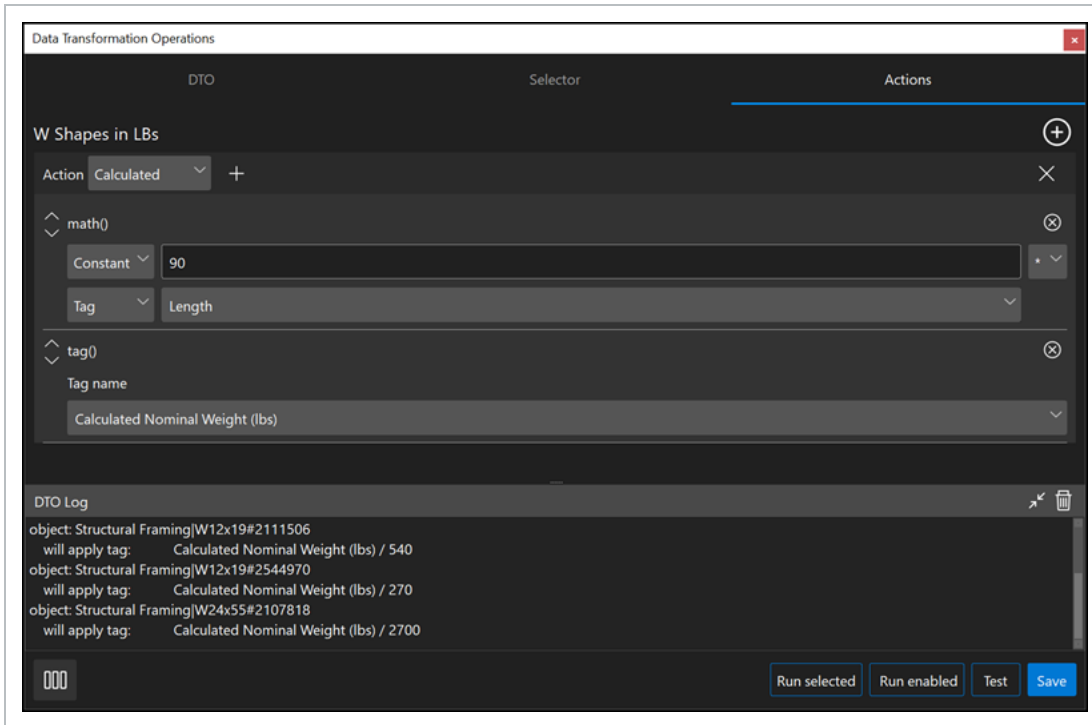 Data Transformation Operations
DTO Selector Actions
W Shapes in LBs
Action Calculated
math()
Constant 90 *
Tag Length
tag()
Tag name
Calculated Nominal Weight (lbs)
DTO Log
object: Structural Framing|W12x19#2111506
will apply tag: Calculated Nominal Weight (lbs) / 540
object: Structural Framing|W12x19#2544970
will apply tag: Calculated Nominal Weight (lbs) / 270
object: Structural Framing|W24x55#2107818
will apply tag: Calculated Nominal Weight (lbs) / 2700
Run selected Run enabled Test Save